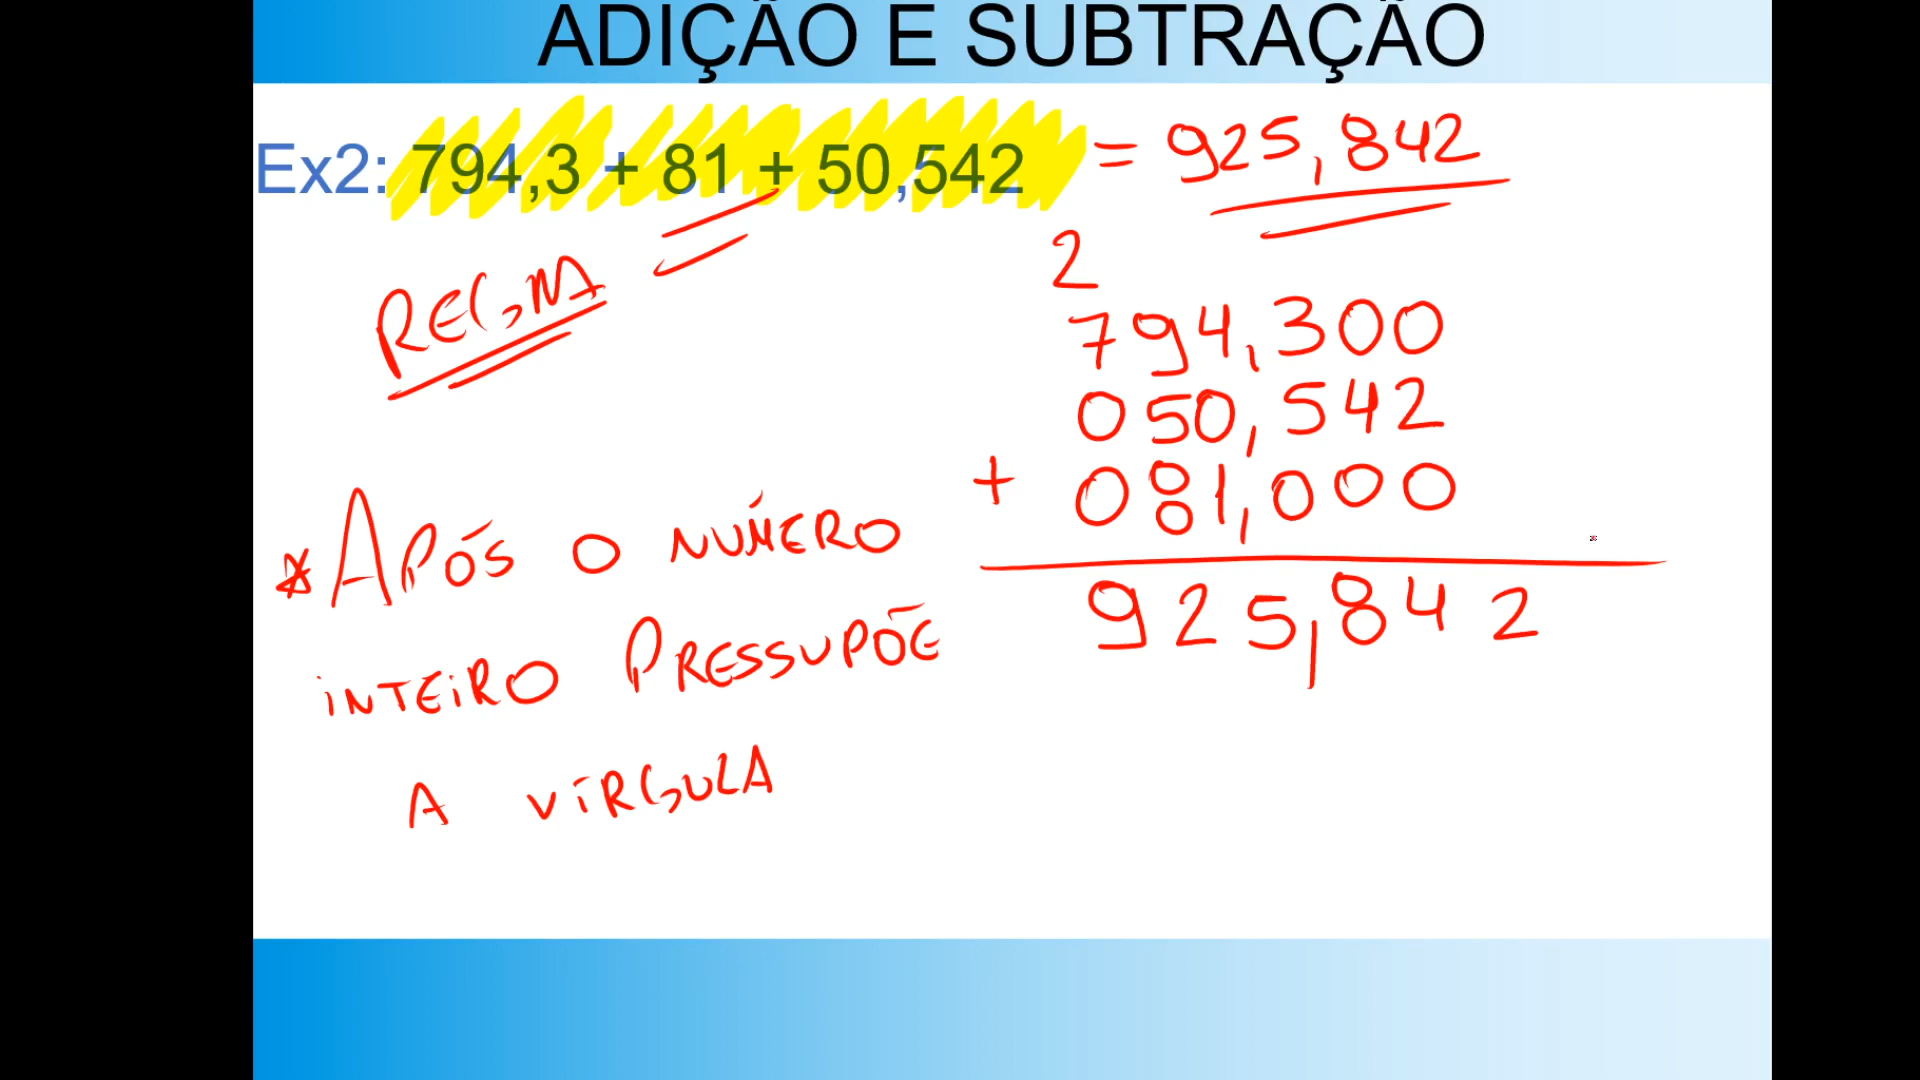 ADIÇÃO E SUBTRAÇÃO
Ex2: 794,3 + 81 + 50,542 = 925,842
REGRA
2
794,300
050,542
+ 081,000
925,842
* APÓS O NÚMERO
INTEIRO PRESSUPÕE
A VÍRGULA